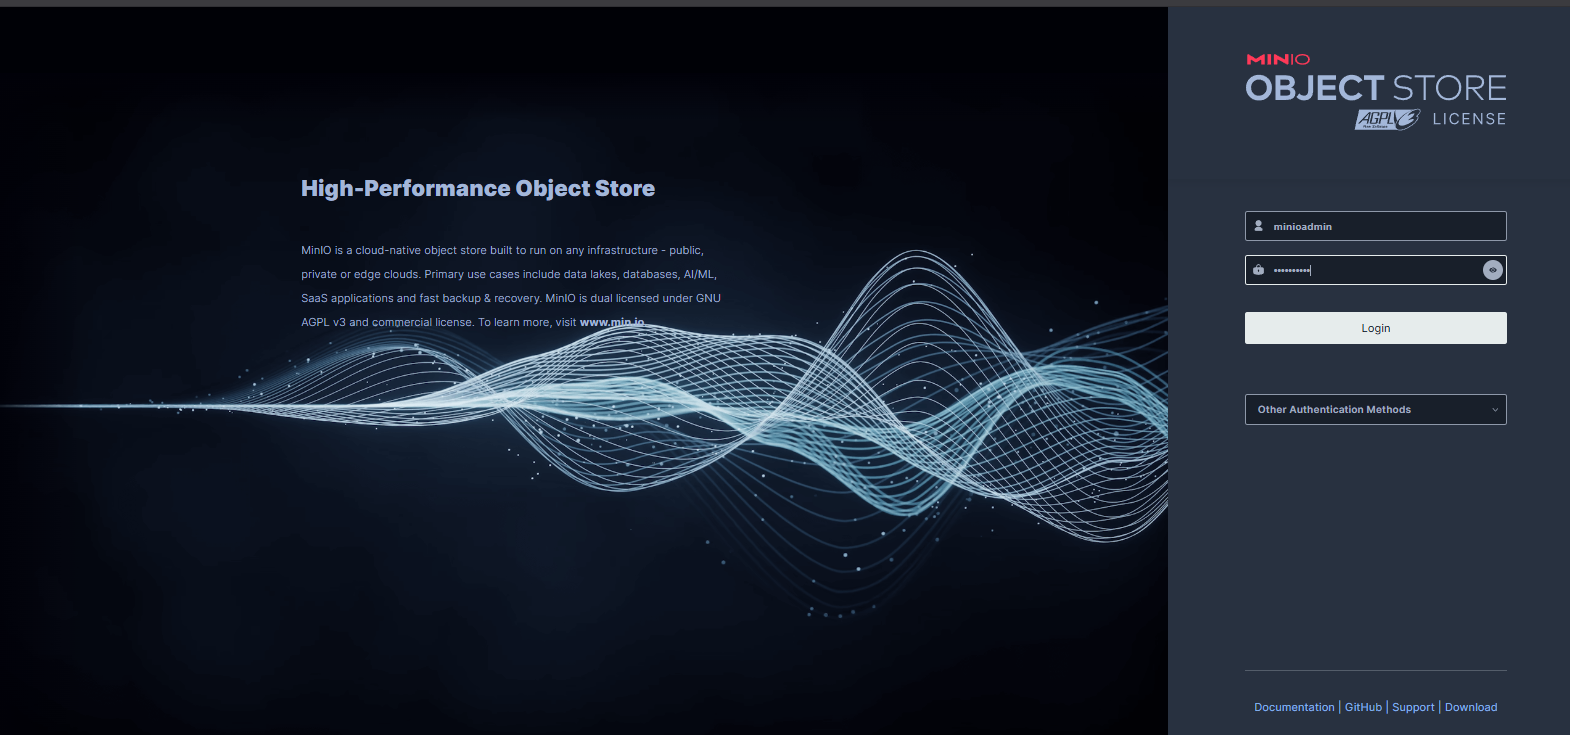 High-Performance Object Store
MinIO is a cloud-native object store built to run on any infrastructure - public,
private or edge clouds. Primary use cases include data lakes, databases, AI/ML,
SaaS applications and fast backup & recovery. MinIO is dual licensed under GNU
AGPL v3 and commercial license. To learn more, visit www.min.io.
MINIO
OBJECT STORE
AGPLv3 LICENSE
minioadmin
••••••••••
Login
Other Authentication Methods
Documentation | GitHub | Support | Download